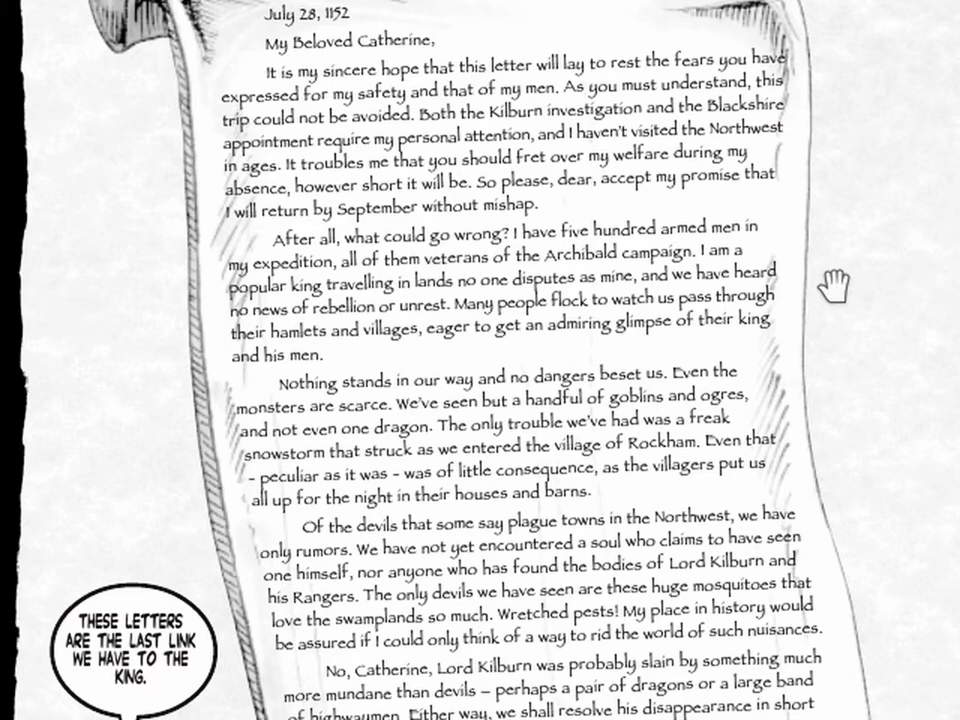 July 28, 1152
My Beloved Catherine,
It is my sincere hope that this letter will lay to rest the fears you have
expressed for my safety and that of my men. As you must understand, this
trip could not be avoided. Both the Kilburn investigation and the Blackshire
appointment require my personal attention, and I haven't visited the Northwest
in ages. It troubles me that you should fret over my welfare during my
absence, however short it will be. So please, dear, accept my promise that
I will return by September without mishap.
After all, what could go wrong? I have five hundred armed men in
my expedition, all of them veterans of the Archibald campaign. I am a
popular king travelling in lands no one disputes as mine, and we have heard
no news of rebellion or unrest. Many people flock to watch us pass through
their hamlets and villages, eager to get an admiring glimpse of their king
and his men.
Nothing stands in our way and no dangers beset us. Even the
monsters are scarce. We've seen but a handful of goblins and ogres,
and not even one dragon. The only trouble we've had was a freak
snowstorm that struck as we entered the village of Rockham. Even that
- peculiar as it was - was of little consequence, as the villagers put us
all up for the night in their houses and barns.
Of the devils that some say plague towns in the Northwest, we have
only rumors. We have not yet encountered a soul who claims to have seen
one himself, nor anyone who has found the bodies of Lord Kilburn and
his Rangers. The only devils we have seen are these huge mosquitoes that
love the swamplands so much. Wretched pests! My place in history would
be assured if I could only think of a way to rid the world of such nuisances.
No, Catherine, Lord Kilburn was probably slain by something much
more mundane than devils – perhaps a pair of dragons or a large band
of highwaymen. Either way, we shall resolve his disappearance in short
THESE LETTERS
ARE THE LAST LINK
WE HAVE TO THE
KING.